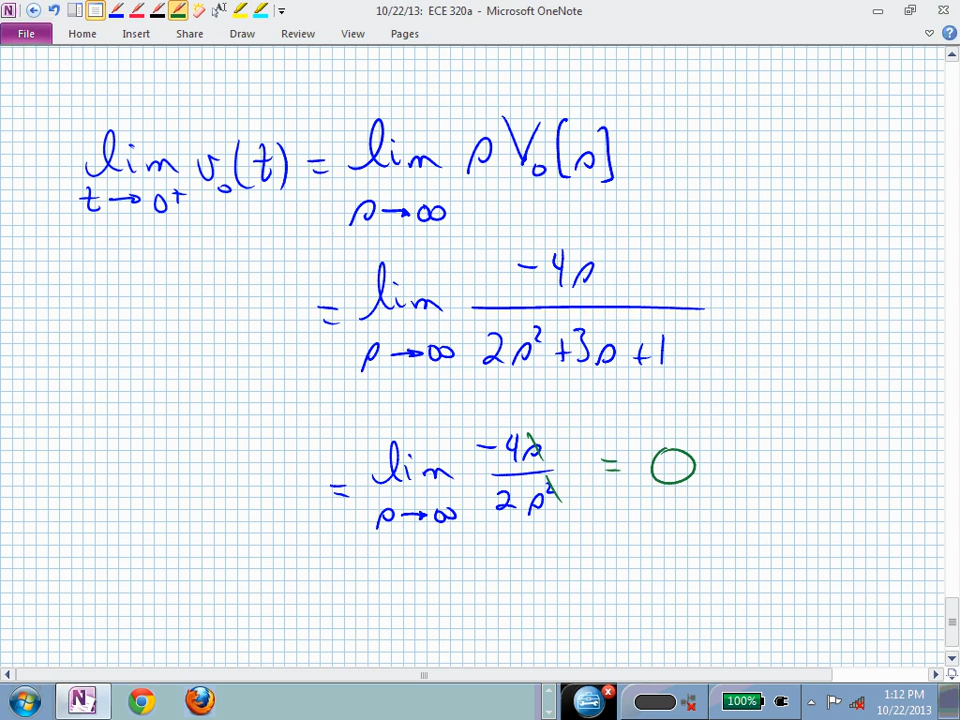 10/22/13: ECE 320a - Microsoft OneNote
File Home Insert Share Draw Review View Pages
lim v₀(t) = lim s V₀[s]
t → 0⁺ s → ∞
= lim -4s / 2s² + 3s + 1
s → ∞
= lim -4s / 2s² = 0
s → ∞
100%
1:12 PM
10/22/2013